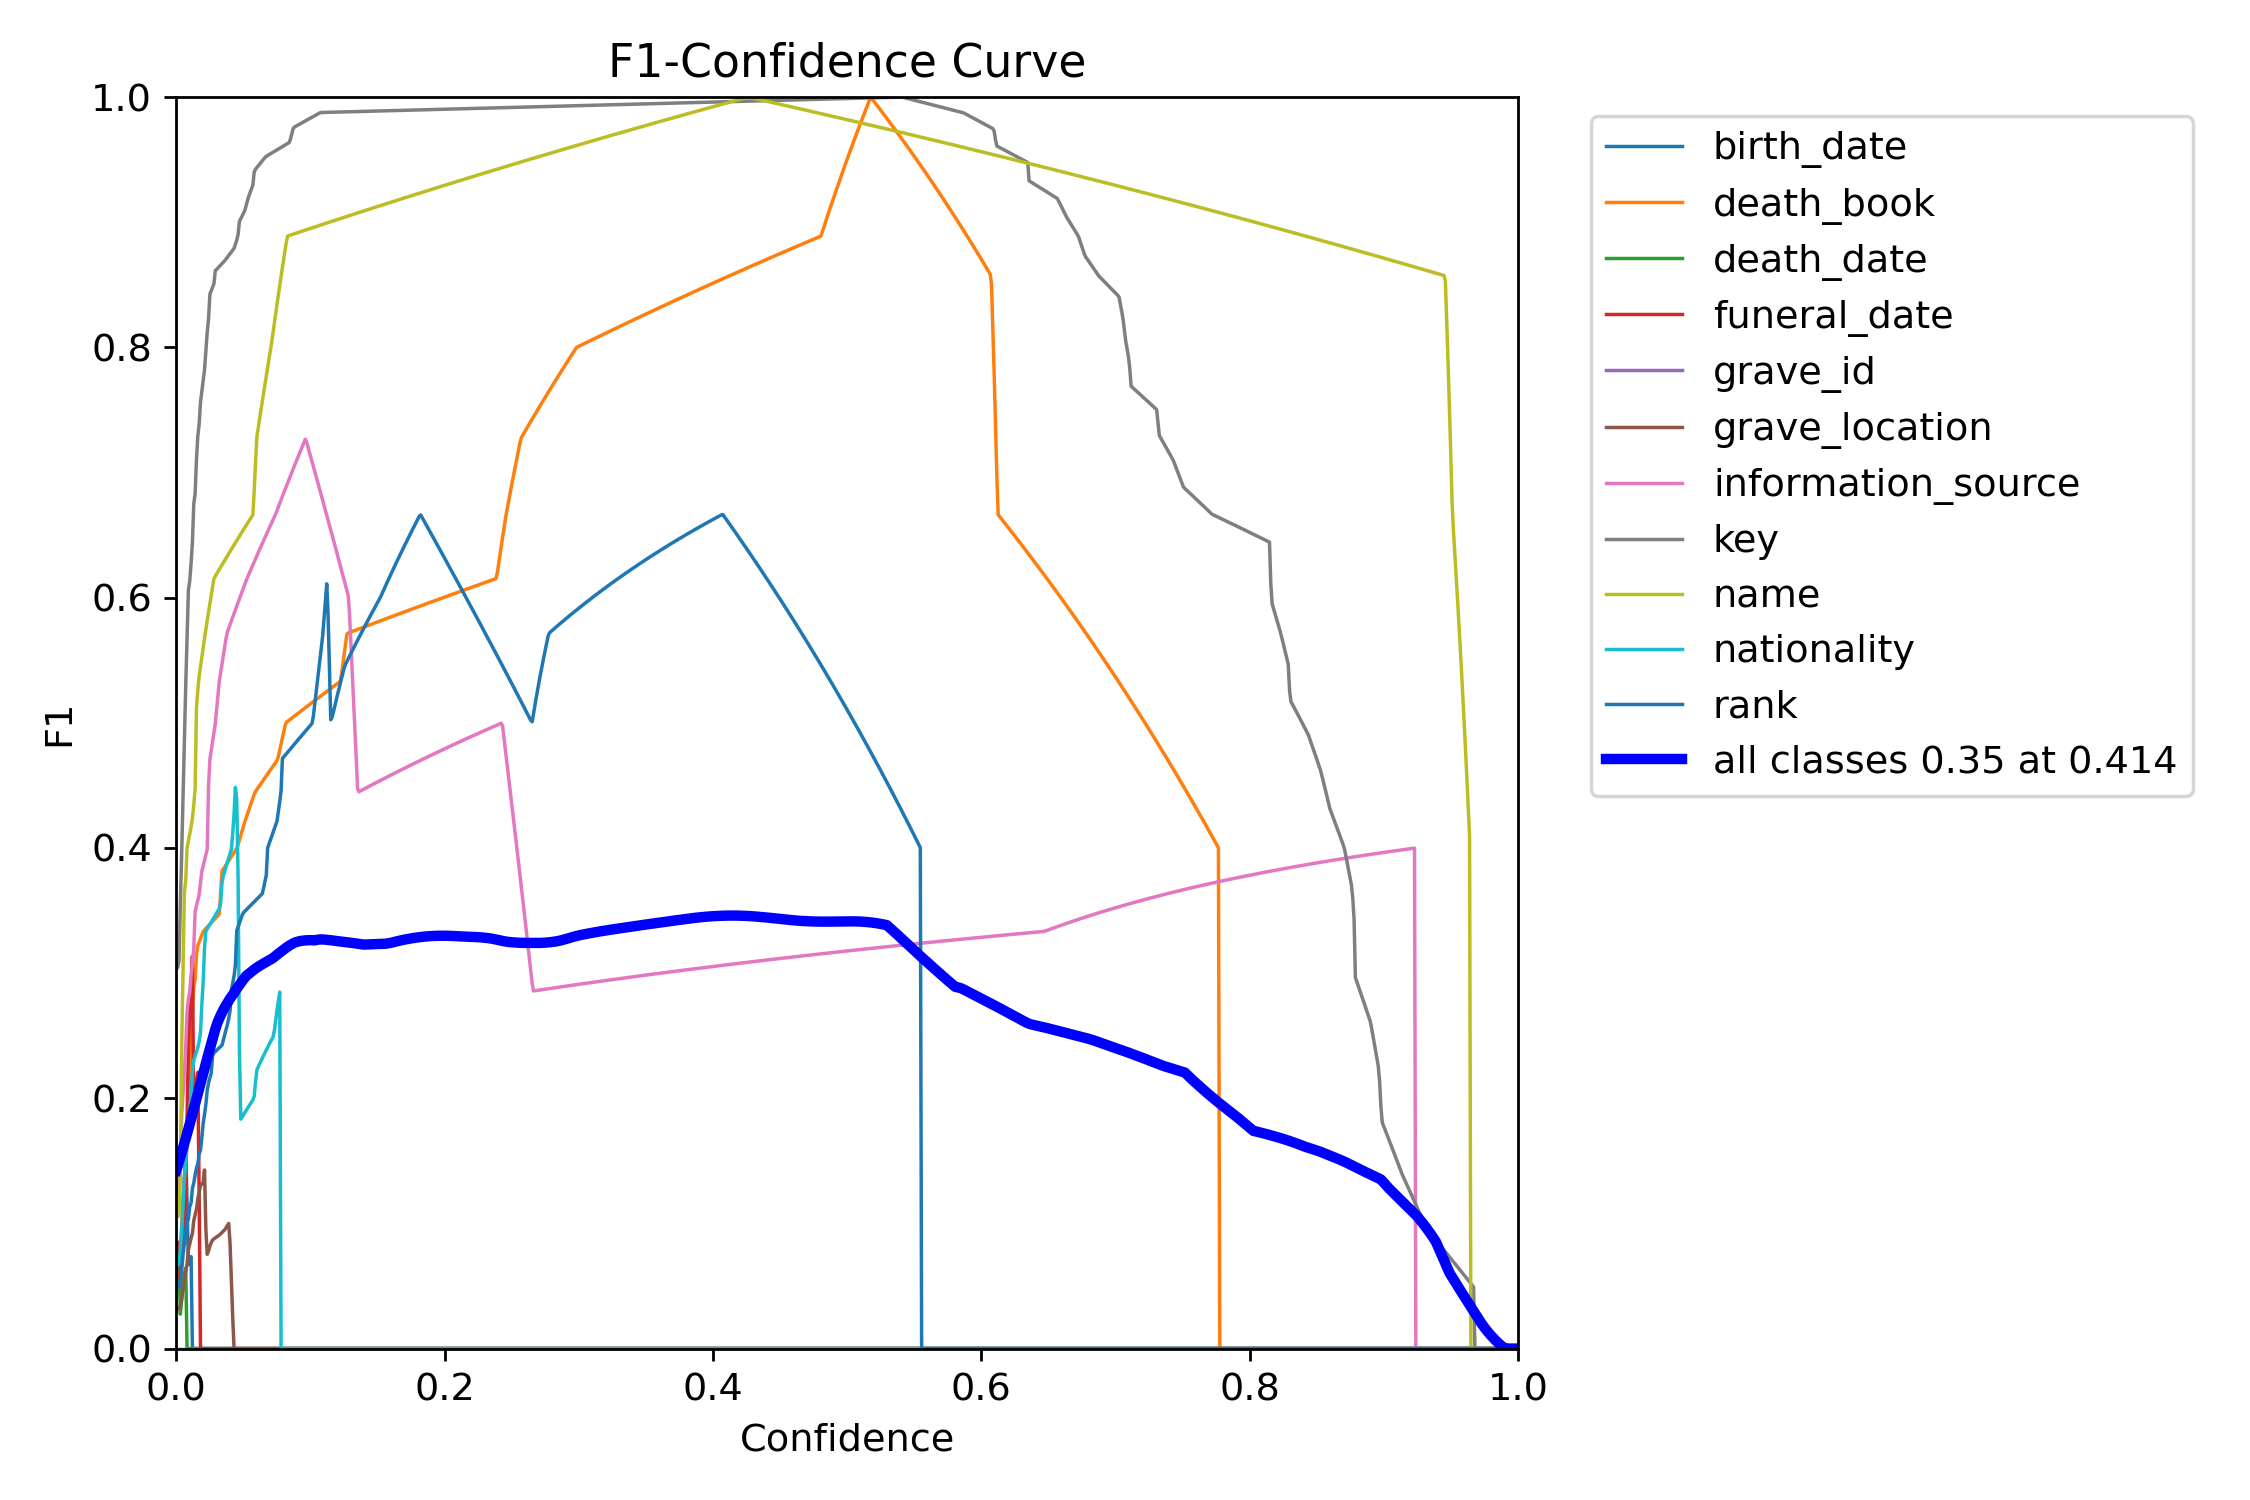 F1-Confidence Curve
1.0
0.8
0.6
0.4
0.2
0.0
F1
0.0 0.2 0.4 0.6 0.8 1.0
Confidence
birth_date
death_book
death_date
funeral_date
grave_id
grave_location
information_source
key
name
nationality
rank
all classes 0.35 at 0.414